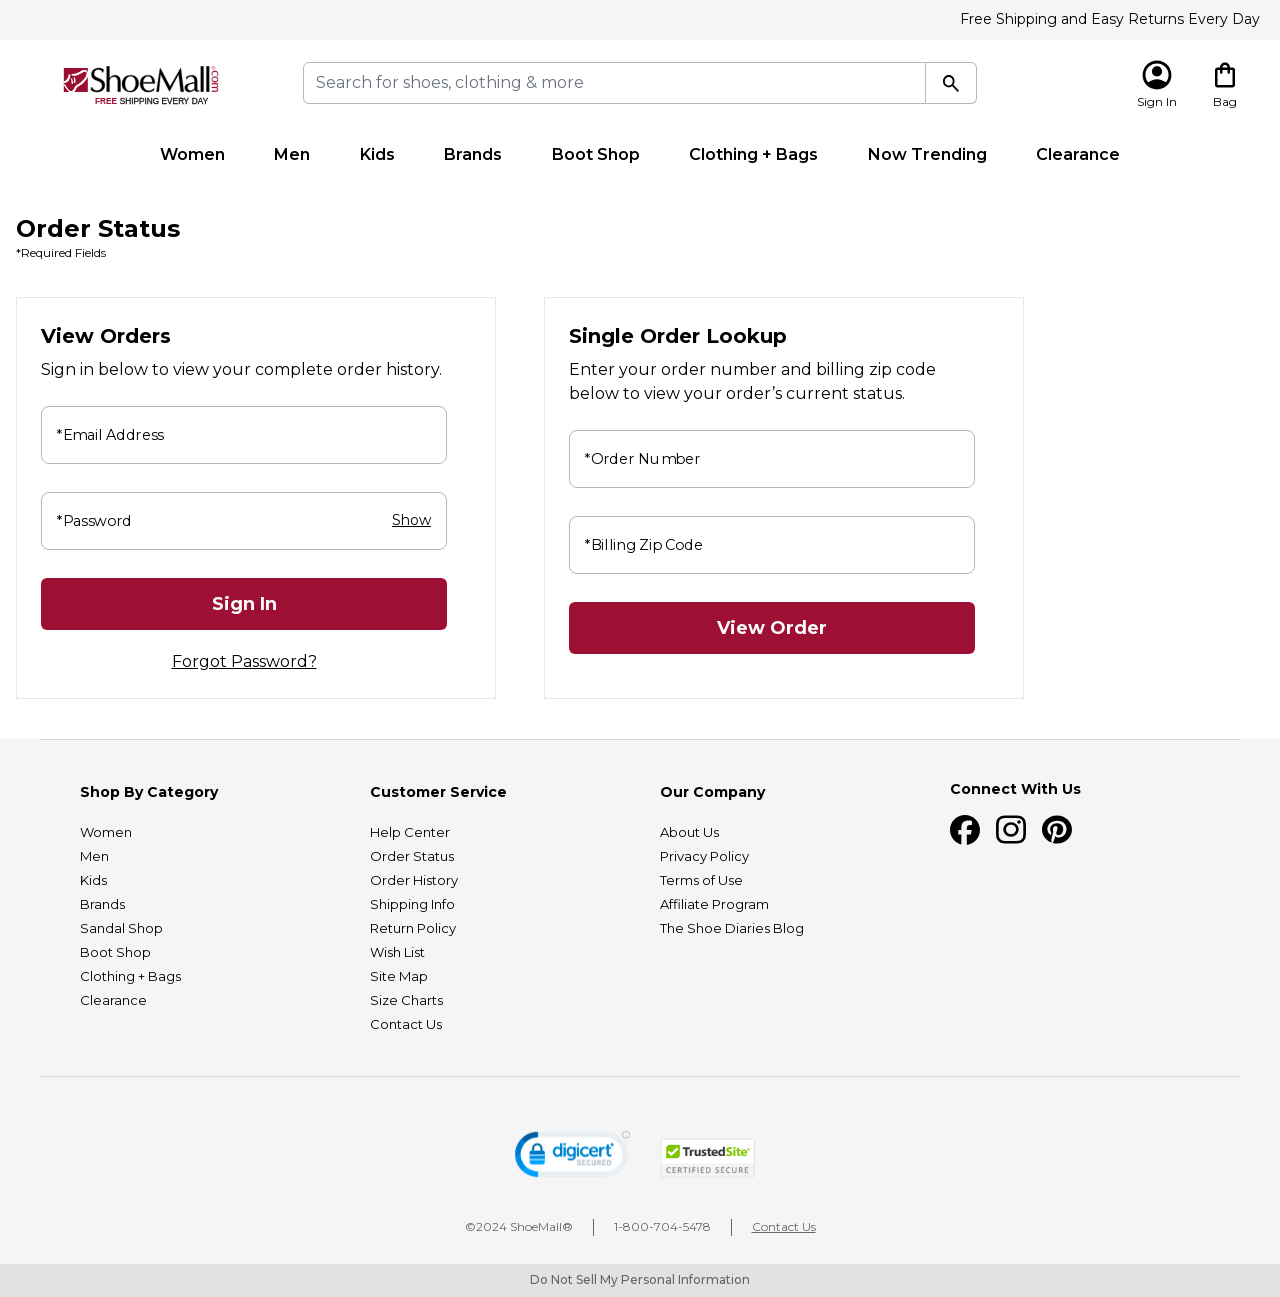 Free Shipping and Easy Returns Every Day
ShoeMall®.com
FREE SHIPPING EVERY DAY
Search for shoes, clothing & more
Sign In
Bag
Women
Men
Kids
Brands
Boot Shop
Clothing + Bags
Now Trending
Clearance
Order Status
*Required Fields
View Orders
Sign in below to view your complete order history.
*Email Address
*Password
Show
Sign In
Forgot Password?
Single Order Lookup
Enter your order number and billing zip code
below to view your order’s current status.
*Order Number
*Billing Zip Code
View Order
Shop By Category
Women
Men
Kids
Brands
Sandal Shop
Boot Shop
Clothing + Bags
Clearance
Customer Service
Help Center
Order Status
Order History
Shipping Info
Return Policy
Wish List
Site Map
Size Charts
Contact Us
Our Company
About Us
Privacy Policy
Terms of Use
Affiliate Program
The Shoe Diaries Blog
Connect With Us
digicert
SECURED
TrustedSite
CERTIFIED SECURE
©2024 ShoeMall®
1-800-704-5478
Contact Us
Do Not Sell My Personal Information